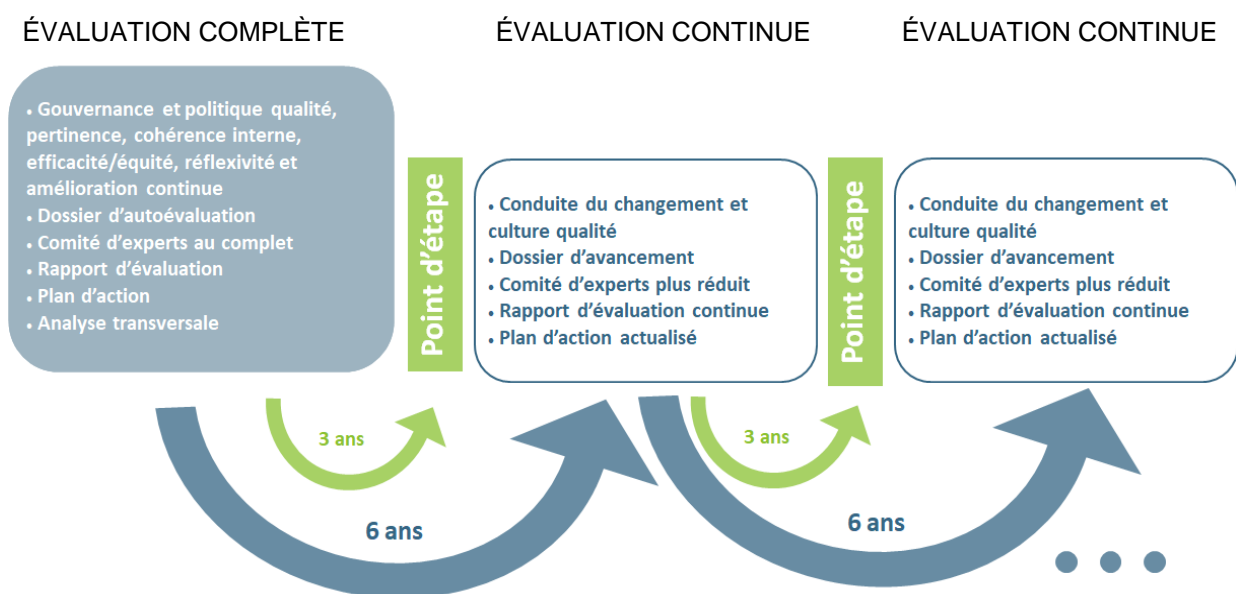 ÉVALUATION COMPLÈTE
ÉVALUATION CONTINUE
ÉVALUATION CONTINUE
• Gouvernance et politique qualité,
pertinence, cohérence interne,
efficacité/équité, réflexivité et
amélioration continue
• Dossier d'autoévaluation
• Comité d'experts au complet
• Rapport d'évaluation
• Plan d'action
• Analyse transversale
Point d'étape
• Conduite du changement et
culture qualité
• Dossier d'avancement
• Comité d'experts plus réduit
• Rapport d'évaluation continue
• Plan d'action actualisé
Point d'étape
• Conduite du changement et
culture qualité
• Dossier d'avancement
• Comité d'experts plus réduit
• Rapport d'évaluation continue
• Plan d'action actualisé
3 ans
6 ans
3 ans
6 ans